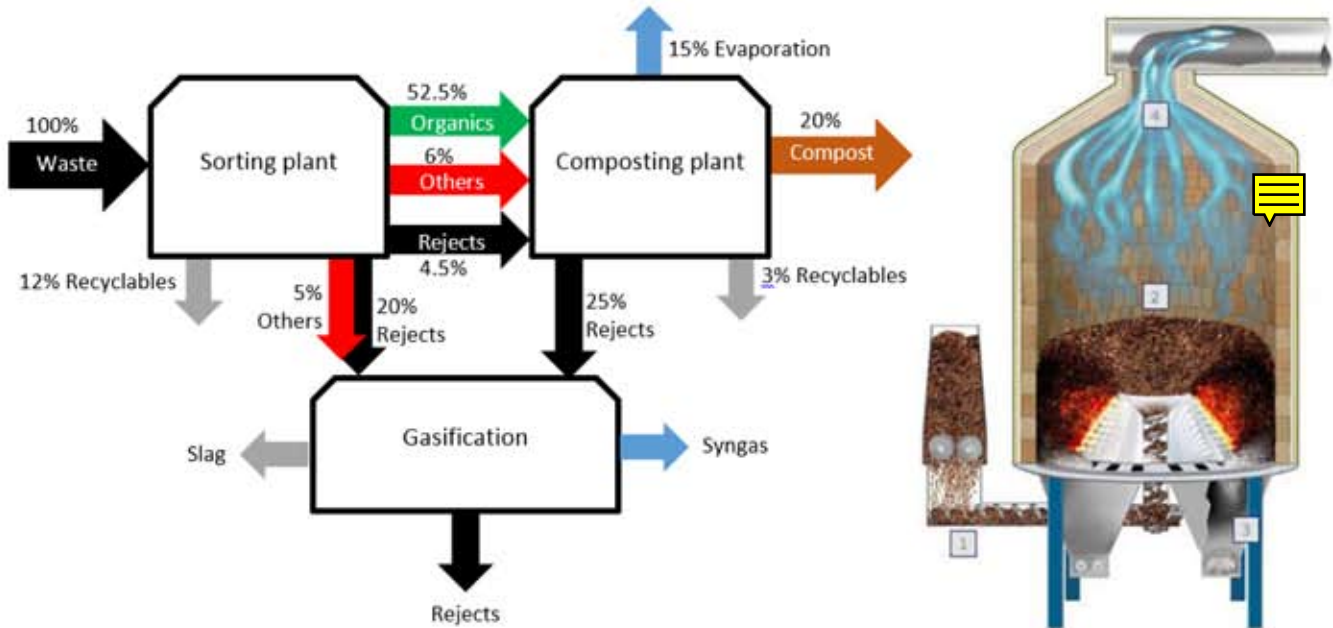 15% Evaporation
52.5%
Organics
100%
Waste
Sorting plant
6%
Others
Composting plant
20%
Compost
Rejects
4.5%
12% Recyclables
5%
Others
20%
Rejects
25%
Rejects
3% Recyclables
Gasification
Slag
Syngas
Rejects
4
2
1
3